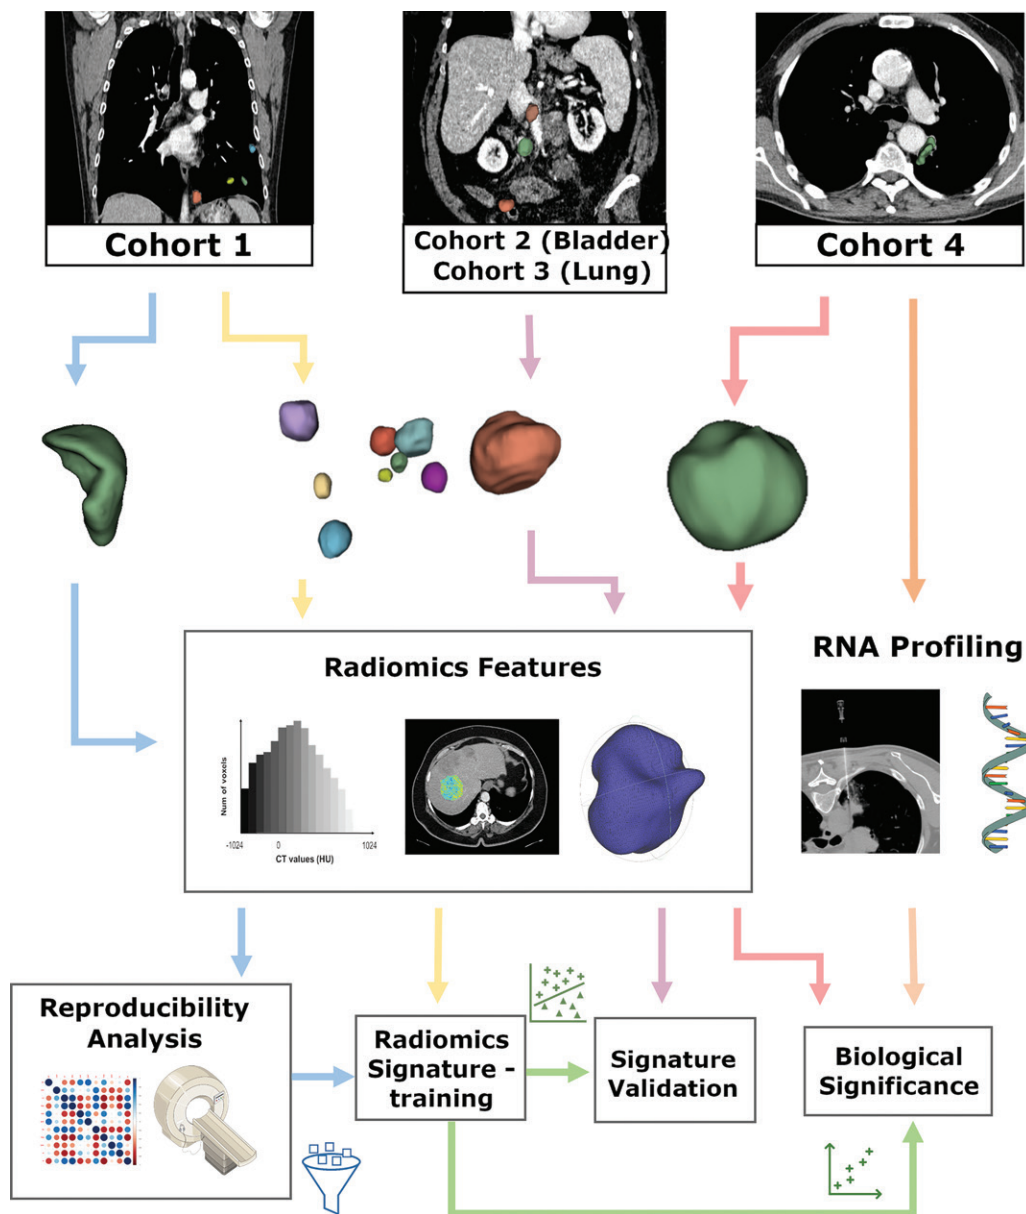 Cohort 1
Cohort 2 (Bladder)
Cohort 3 (Lung)
Cohort 4
Radiomics Features
RNA Profiling
Num of voxels
-1024
0
1024
CT values (HU)
Reproducibility
Analysis
Radiomics
Signature -
training
Signature
Validation
Biological
Significance